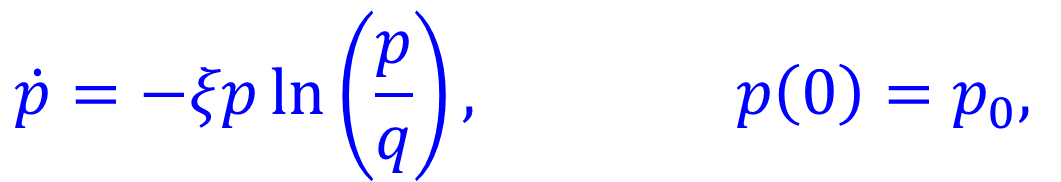 ṗ = −ξp ln(p/q), p(0) = p₀,